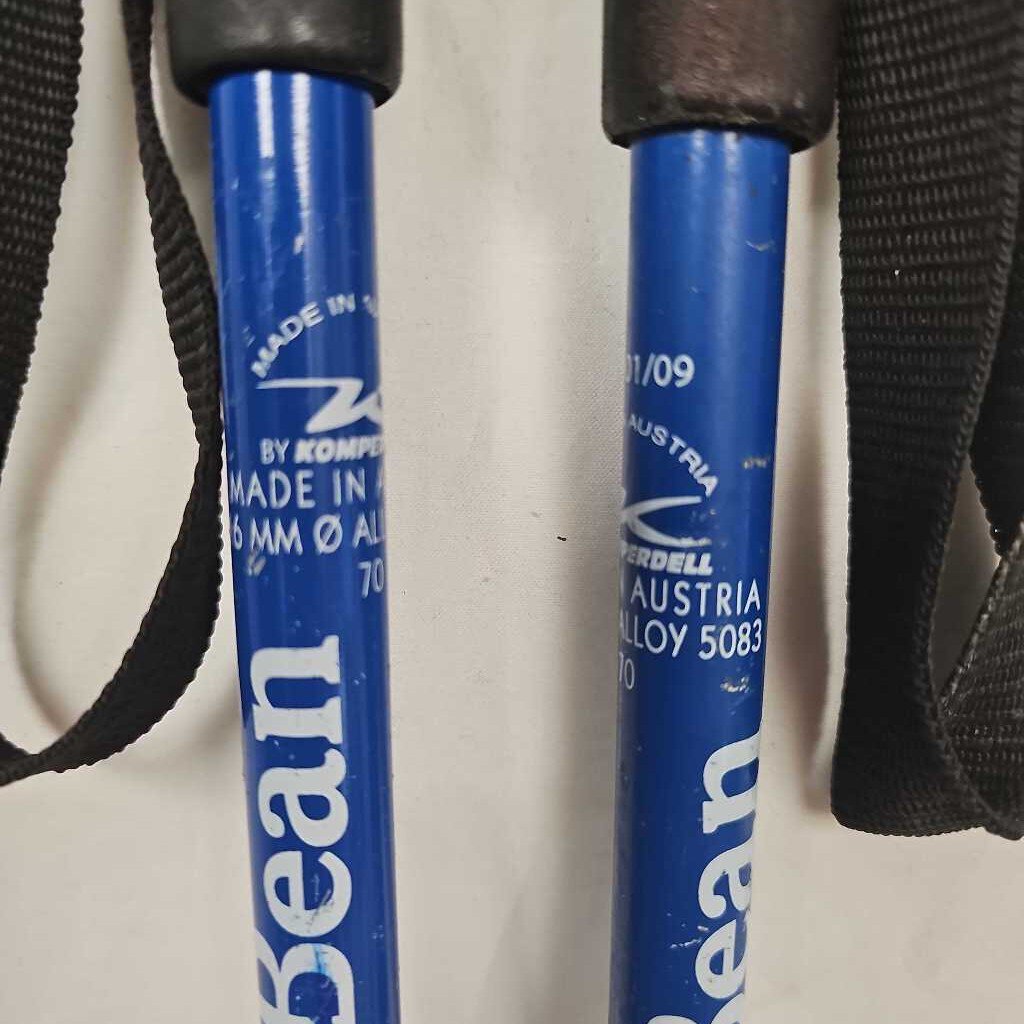 MADE IN
BY KOMPE
MADE IN A
6 MM Ø AL
70
Bean
01/09
AUSTRIA
PERDELL
AUSTRIA
ALLOY 5083
70
Bean